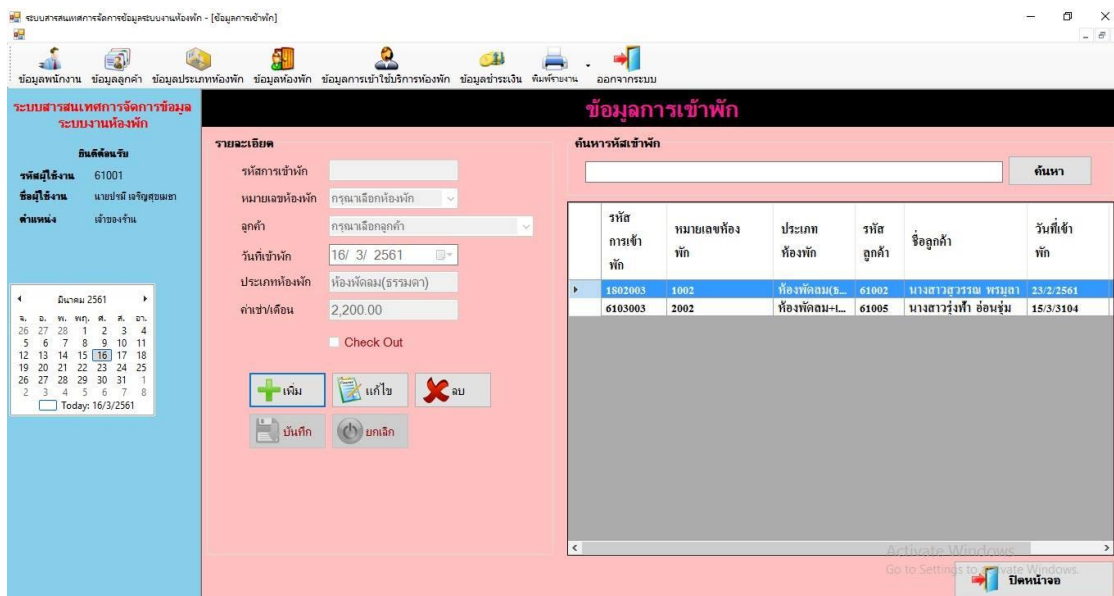 ระบบสารสนเทศการจัดการข้อมูลระบบงานห้องพัก - [ข้อมูลการเข้าพัก]
ข้อมูลพนักงาน ข้อมูลลูกค้า ข้อมูลประเภทห้องพัก ข้อมูลห้องพัก ข้อมูลการเข้าใช้บริการห้องพัก ข้อมูลชำระเงิน พิมพ์รายงาน ออกจากระบบ
ระบบสารสนเทศการจัดการข้อมูล
ระบบงานห้องพัก
ยินดีต้อนรับ
รหัสผู้ใช้งาน 61001
ชื่อผู้ใช้งาน
ตำแหน่ง เจ้าของร้าน
มีนาคม 2561
จ. อ. พ. พฤ. ศ. ส. อา.
26 27 28 1 2 3 4
5 6 7 8 9 10 11
12 13 14 15 16 17 18
19 20 21 22 23 24 25
26 27 28 29 30 31 1
2 3 4 5 6 7 8
Today: 16/3/2561
ข้อมูลการเข้าพัก
รายละเอียด
รหัสการเข้าพัก
หมายเลขห้องพัก กรุณาเลือกห้องพัก
ลูกค้า กรุณาเลือกลูกค้า
วันที่เข้าพัก 16/ 3/ 2561
ประเภทห้องพัก ห้องพัดลม(ธรรมดา)
ค่าเช่า/เดือน 2,200.00
Check Out
เพิ่ม แก้ไข ลบ
บันทึก ยกเลิก
ค้นหารหัสเข้าพัก
ค้นหา
รหัสการเข้าพัก หมายเลขห้องพัก ประเภทห้องพัก รหัสลูกค้า ชื่อลูกค้า วันที่เข้าพัก
1802003 1002 ห้องพัดลม(ธ... 61002 นางสาวสุวรรณ พรมลา 23/2/2561
6103003 2002 ห้องพัดลม+เ... 61005 นางสาวรุ่งฟ้า อ่อนชุ่ม 15/3/3104
Activate Windows
Go to Settings to activate Windows.
ปิดหน้าจอ